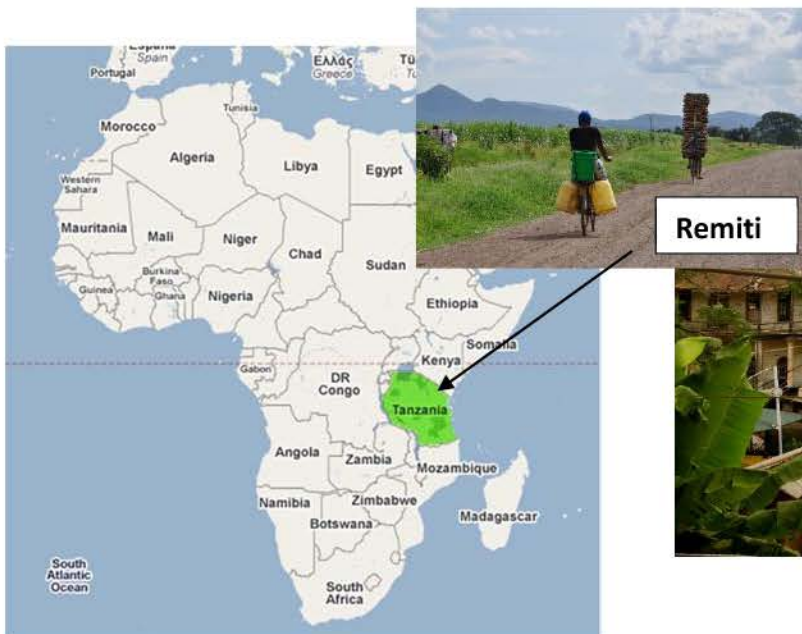 Portugal
Spain
Ελλάς
Greece
Tunisia
Morocco
Algeria
Libya
Egypt
Western
Sahara
Mauritania
Mali
Niger
Chad
Sudan
Burkina
Faso
Guinea
Ghana
Nigeria
Ethiopia
Somalia
Kenya
Gabon
DR
Congo
Tanzania
Angola
Zambia
Mozambique
Namibia
Zimbabwe
Botswana
Madagascar
South
Atlantic
Ocean
South
Africa
Remiti